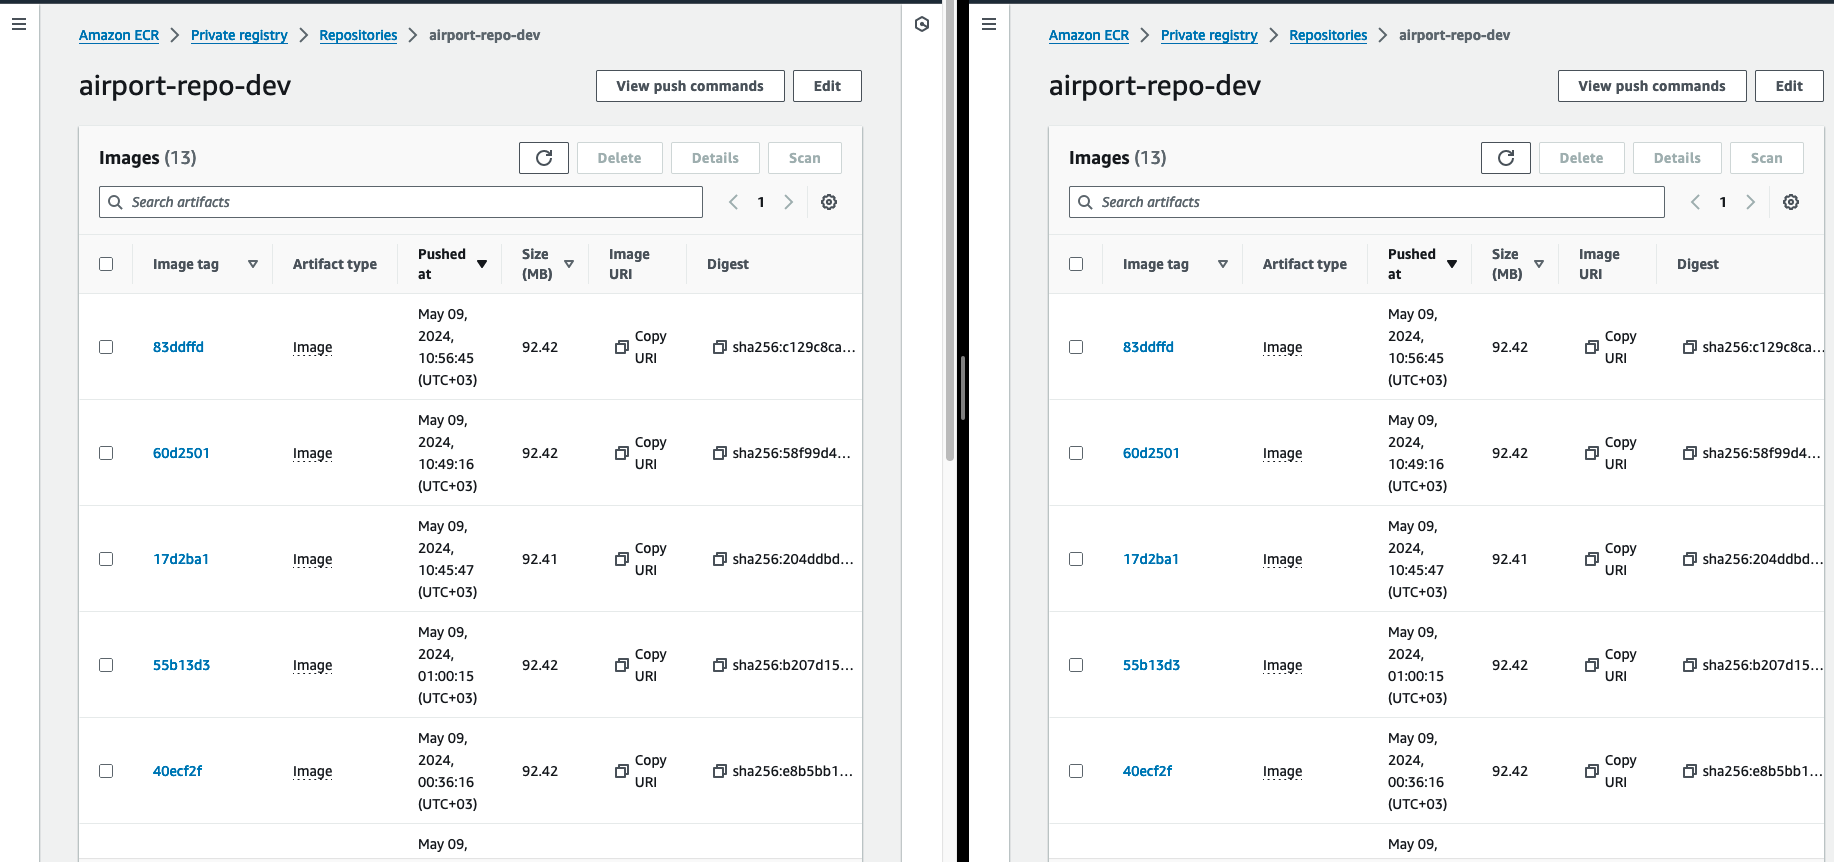 Amazon ECR > Private registry > Repositories > airport-repo-dev
airport-repo-dev
View push commands
Edit
Images (13)
Delete
Details
Scan
Search artifacts
1
Image tag
Artifact type
Pushed at
Size (MB)
Image URI
Digest
83ddffd
Image
May 09,
2024,
10:56:45
(UTC+03)
92.42
Copy
URI
sha256:c129c8ca...
60d2501
Image
May 09,
2024,
10:49:16
(UTC+03)
92.42
Copy
URI
sha256:58f99d4...
17d2ba1
Image
May 09,
2024,
10:45:47
(UTC+03)
92.41
Copy
URI
sha256:204ddbd...
55b13d3
Image
May 09,
2024,
01:00:15
(UTC+03)
92.42
Copy
URI
sha256:b207d15...
40ecf2f
Image
May 09,
2024,
00:36:16
(UTC+03)
92.42
Copy
URI
sha256:e8b5bb1...
May 09,
Amazon ECR > Private registry > Repositories > airport-repo-dev
airport-repo-dev
View push commands
Edit
Images (13)
Delete
Details
Scan
Search artifacts
1
Image tag
Artifact type
Pushed at
Size (MB)
Image URI
Digest
83ddffd
Image
May 09,
2024,
10:56:45
(UTC+03)
92.42
Copy
URI
sha256:c129c8ca...
60d2501
Image
May 09,
2024,
10:49:16
(UTC+03)
92.42
Copy
URI
sha256:58f99d4...
17d2ba1
Image
May 09,
2024,
10:45:47
(UTC+03)
92.41
Copy
URI
sha256:204ddbd...
55b13d3
Image
May 09,
2024,
01:00:15
(UTC+03)
92.42
Copy
URI
sha256:b207d15...
40ecf2f
Image
May 09,
2024,
00:36:16
(UTC+03)
92.42
Copy
URI
sha256:e8b5bb1...
May 09,